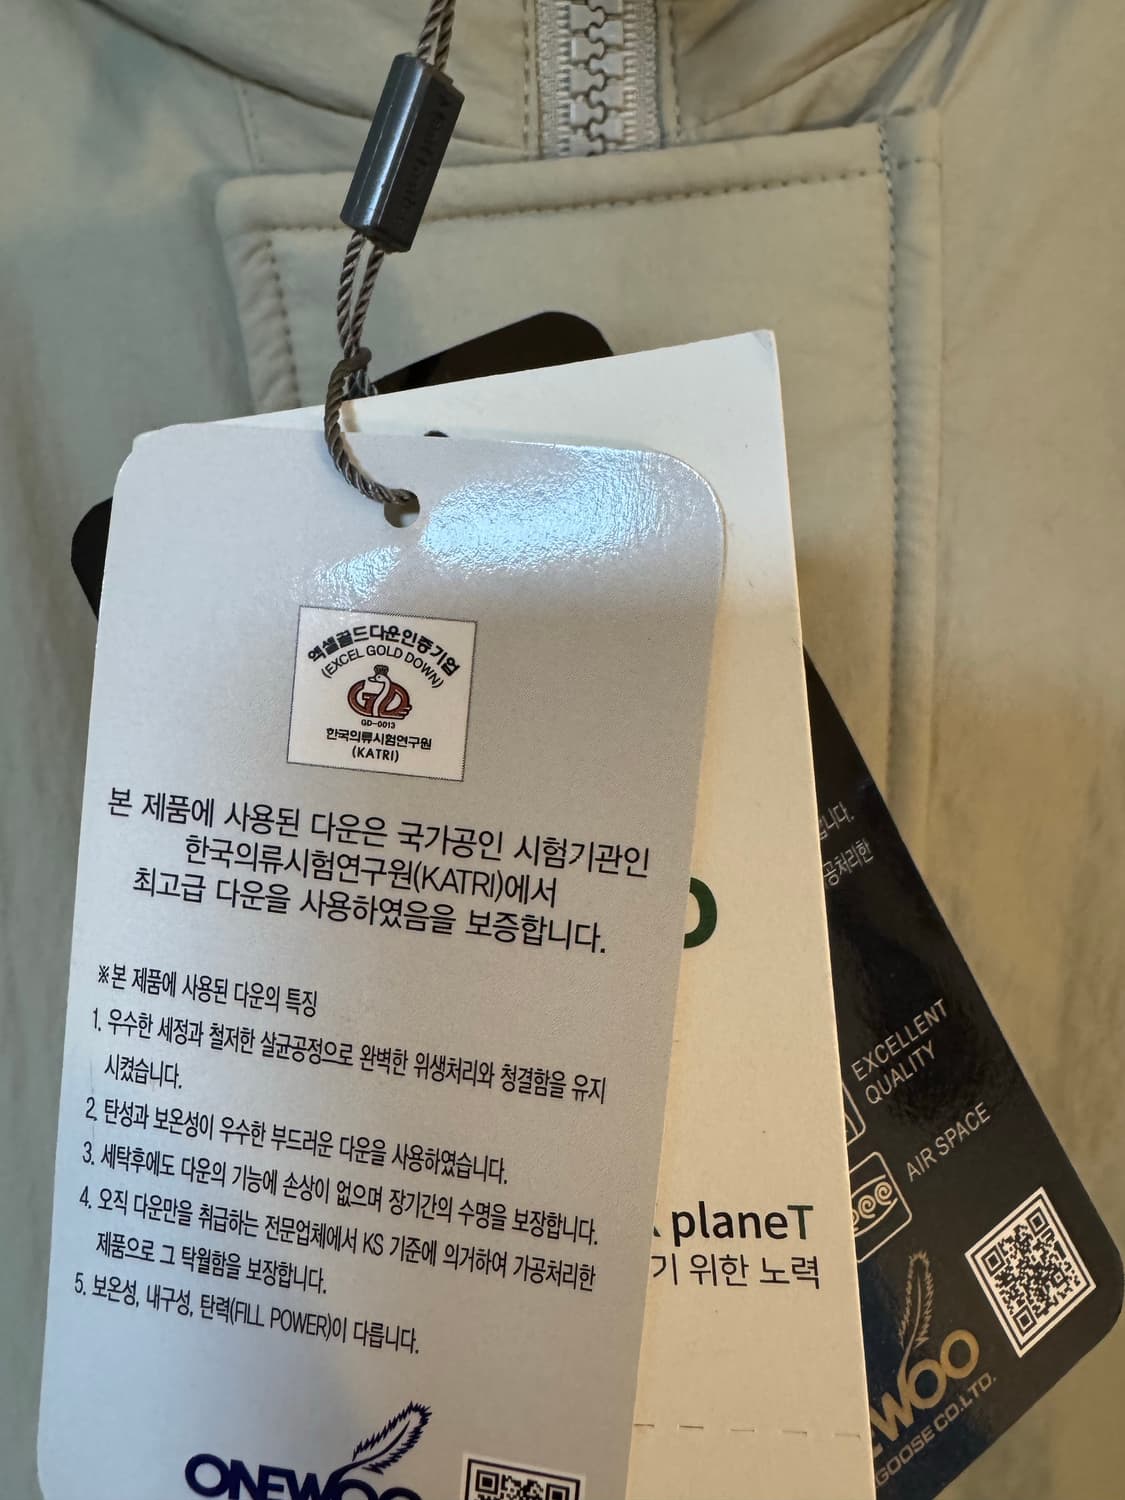 엑셀골드다운인증기업
(EXCEL GOLD DOWN)
GD
GD-0013
한국의류시험연구원
(KATRI)
본 제품에 사용된 다운은 국가공인 시험기관인
한국의류시험연구원(KATRI)에서
최고급 다운을 사용하였음을 보증합니다.
※본 제품에 사용된 다운의 특징
1. 우수한 세정과 철저한 살균공정으로 완벽한 위생처리와 청결함을 유지
시켰습니다.
2. 탄성과 보온성이 우수한 부드러운 다운을 사용하였습니다.
3. 세탁후에도 다운의 기능에 손상이 없으며 장기간의 수명을 보장합니다.
4. 오직 다운만을 취급하는 전문업체에서 KS 기준에 의거하여 가공처리한
제품으로 그 탁월함을 보장합니다.
5. 보온성, 내구성, 탄력(FILL POWER)이 다릅니다.
ONEWOO
planeT
기 위한 노력
니다.
공처리한
EXCELLENT
QUALITY
AIR SPACE
EWOO
GOOSE CO.LTD.